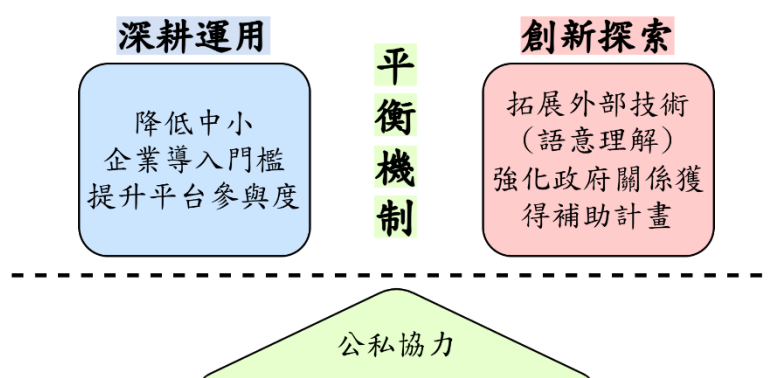 深耕運用
降低中小
企業導入門檻
提升平台參與度
平
衡
機
制
創新探索
拓展外部技術
（語意理解）
強化政府關係獲
得補助計畫
公私協力